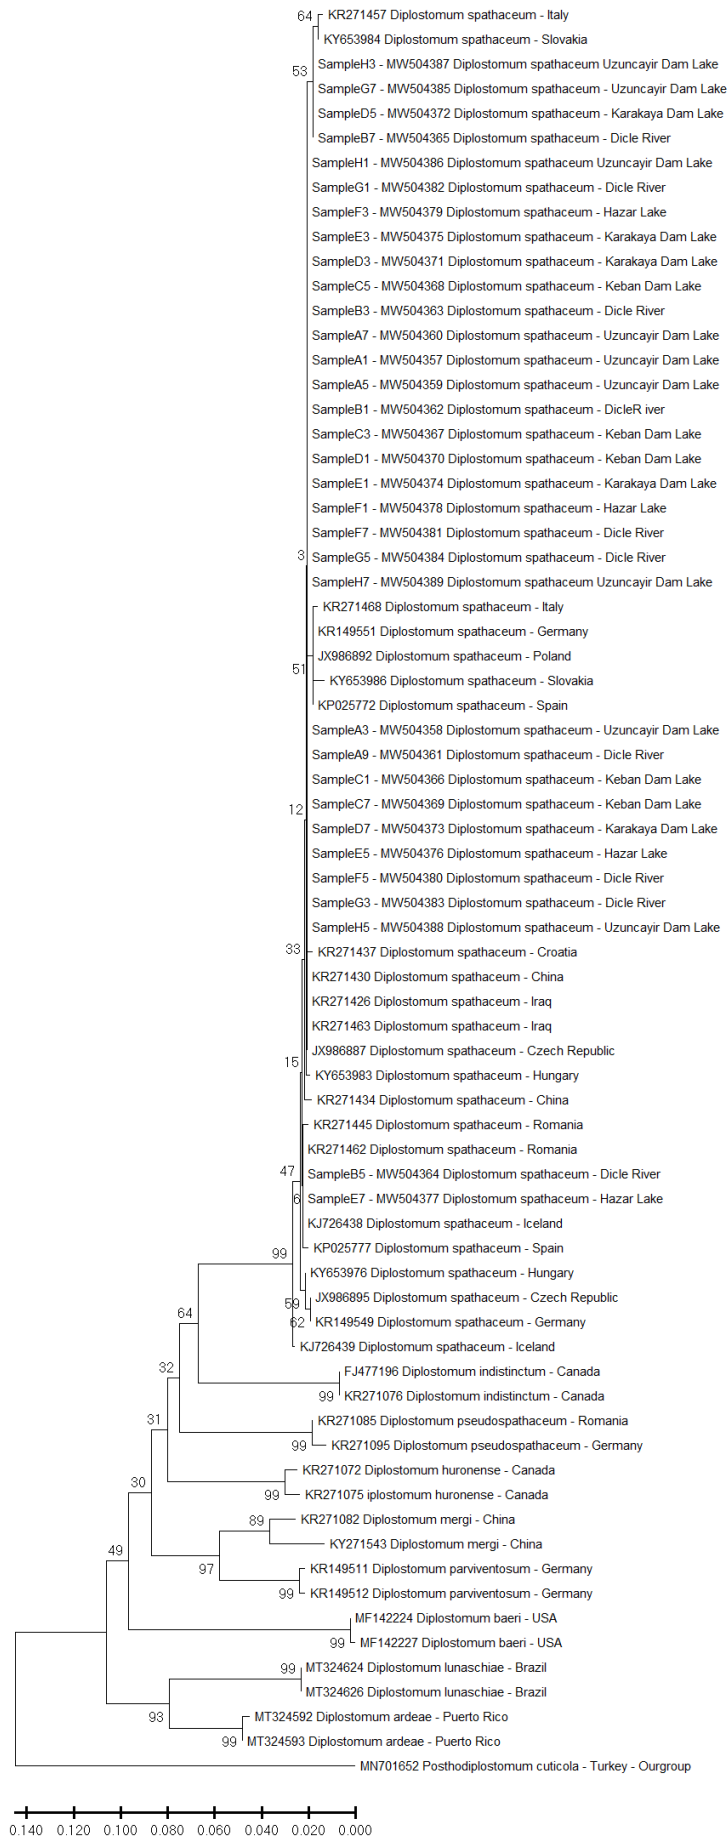 64
KR271457 Diplostomum spathaceum - Italy
KY653984 Diplostomum spathaceum - Slovakia
SampleH3 - MW504387 Diplostomum spathaceum Uzuncayir Dam Lake
53
SampleG7 - MW504385 Diplostomum spathaceum - Uzuncayir Dam Lake
SampleD5 - MW504372 Diplostomum spathaceum - Karakaya Dam Lake
SampleB7 - MW504365 Diplostomum spathaceum - Dicle River
SampleH1 - MW504386 Diplostomum spathaceum Uzuncayir Dam Lake
SampleG1 - MW504382 Diplostomum spathaceum - Dicle River
SampleF3 - MW504379 Diplostomum spathaceum - Hazar Lake
SampleE3 - MW504375 Diplostomum spathaceum - Karakaya Dam Lake
SampleD3 - MW504371 Diplostomum spathaceum - Karakaya Dam Lake
SampleC5 - MW504368 Diplostomum spathaceum - Keban Dam Lake
SampleB3 - MW504363 Diplostomum spathaceum - Dicle River
SampleA7 - MW504360 Diplostomum spathaceum - Uzuncayir Dam Lake
SampleA1 - MW504357 Diplostomum spathaceum - Uzuncayir Dam Lake
SampleA5 - MW504359 Diplostomum spathaceum - Uzuncayir Dam Lake
SampleB1 - MW504362 Diplostomum spathaceum - DicleR iver
SampleC3 - MW504367 Diplostomum spathaceum - Keban Dam Lake
SampleD1 - MW504370 Diplostomum spathaceum - Keban Dam Lake
SampleE1 - MW504374 Diplostomum spathaceum - Karakaya Dam Lake
SampleF1 - MW504378 Diplostomum spathaceum - Hazar Lake
SampleF7 - MW504381 Diplostomum spathaceum - Dicle River
3
SampleG5 - MW504384 Diplostomum spathaceum - Dicle River
SampleH7 - MW504389 Diplostomum spathaceum Uzuncayir Dam Lake
KR271468 Diplostomum spathaceum - Italy
KR149551 Diplostomum spathaceum - Germany
JX986892 Diplostomum spathaceum - Poland
51
KY653986 Diplostomum spathaceum - Slovakia
KP025772 Diplostomum spathaceum - Spain
SampleA3 - MW504358 Diplostomum spathaceum - Uzuncayir Dam Lake
SampleA9 - MW504361 Diplostomum spathaceum - Dicle River
SampleC1 - MW504366 Diplostomum spathaceum - Keban Dam Lake
SampleC7 - MW504369 Diplostomum spathaceum - Keban Dam Lake
12
SampleD7 - MW504373 Diplostomum spathaceum - Karakaya Dam Lake
SampleE5 - MW504376 Diplostomum spathaceum - Hazar Lake
SampleF5 - MW504380 Diplostomum spathaceum - Dicle River
SampleG3 - MW504383 Diplostomum spathaceum - Dicle River
SampleH5 - MW504388 Diplostomum spathaceum - Uzuncayir Dam Lake
33
KR271437 Diplostomum spathaceum - Croatia
KR271430 Diplostomum spathaceum - China
KR271426 Diplostomum spathaceum - Iraq
KR271463 Diplostomum spathaceum - Iraq
JX986887 Diplostomum spathaceum - Czech Republic
15
KY653983 Diplostomum spathaceum - Hungary
KR271434 Diplostomum spathaceum - China
KR271445 Diplostomum spathaceum - Romania
KR271462 Diplostomum spathaceum - Romania
47
SampleB5 - MW504364 Diplostomum spathaceum - Dicle River
6
SampleE7 - MW504377 Diplostomum spathaceum - Hazar Lake
KJ726438 Diplostomum spathaceum - Iceland
KP025777 Diplostomum spathaceum - Spain
99
KY653976 Diplostomum spathaceum - Hungary
59
JX986895 Diplostomum spathaceum - Czech Republic
62
KR149549 Diplostomum spathaceum - Germany
64
KJ726439 Diplostomum spathaceum - Iceland
32
FJ477196 Diplostomum indistinctum - Canada
99
KR271076 Diplostomum indistinctum - Canada
31
KR271085 Diplostomum pseudospathaceum - Romania
99
KR271095 Diplostomum pseudospathaceum - Germany
KR271072 Diplostomum huronense - Canada
30
99
KR271075 iplostomum huronense - Canada
89
KR271082 Diplostomum mergi - China
KY271543 Diplostomum mergi - China
49
97
KR149511 Diplostomum parviventosum - Germany
99
KR149512 Diplostomum parviventosum - Germany
MF142224 Diplostomum baeri - USA
99
MF142227 Diplostomum baeri - USA
99
MT324624 Diplostomum lunaschiae - Brazil
MT324626 Diplostomum lunaschiae - Brazil
93
MT324592 Diplostomum ardeae - Puerto Rico
99
MT324593 Diplostomum ardeae - Puerto Rico
MN701652 Posthodiplostomum cuticola - Turkey - Ourgroup
0.140 0.120 0.100 0.080 0.060 0.040 0.020 0.000